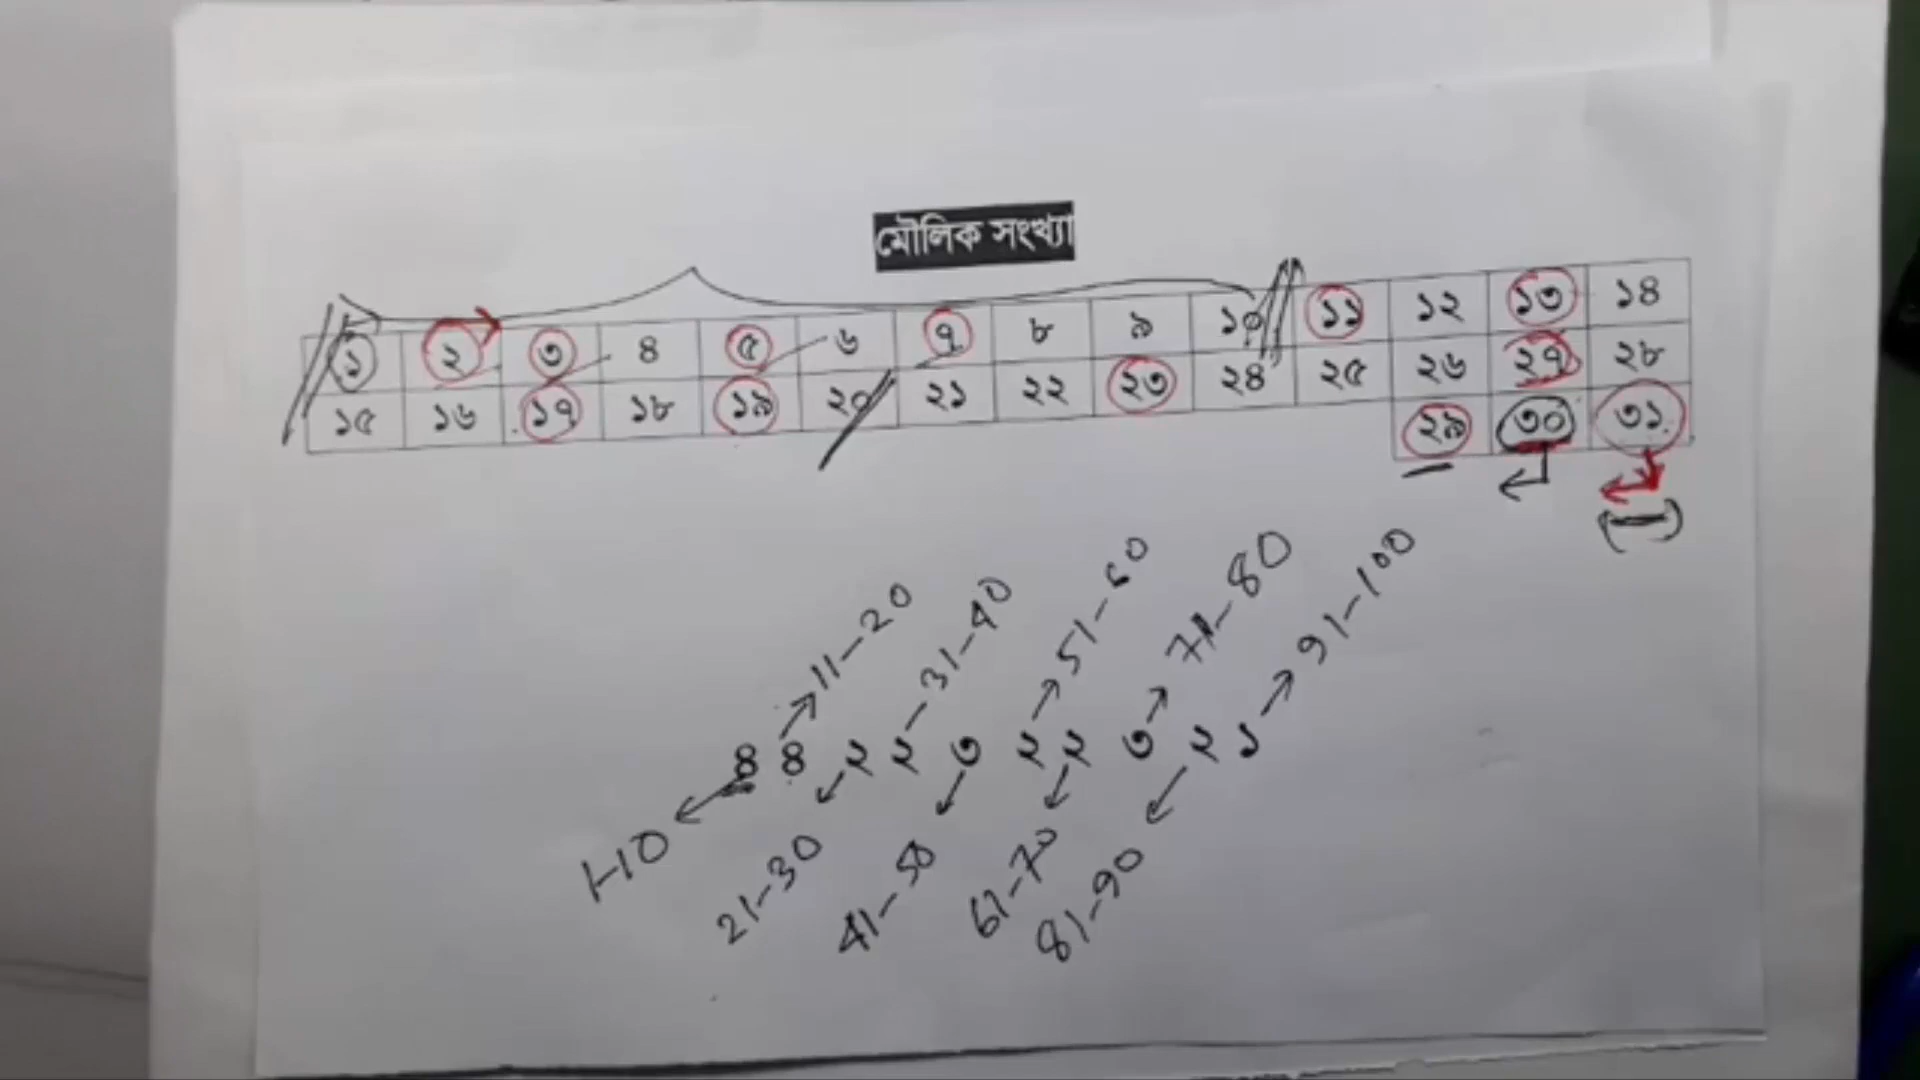 মৌলিক সংখ্যা
১ ২ ৩ ৪ ৫ ৬ ৭ ৮ ৯ ১০ ১১ ১২ ১৩ ১৪
১৫ ১৬ ১৭ ১৮ ১৯ ২০ ২১ ২২ ২৩ ২৪ ২৫ ২৬ ২৭ ২৮
২৯ ৩০ ৩১
11-20 31-40 51-60 71-80 91-100
৪ ৪ ২ ২ ৩ ২ ২ ৩ ২ ১
1-10 21-30 41-50 61-70 81-90